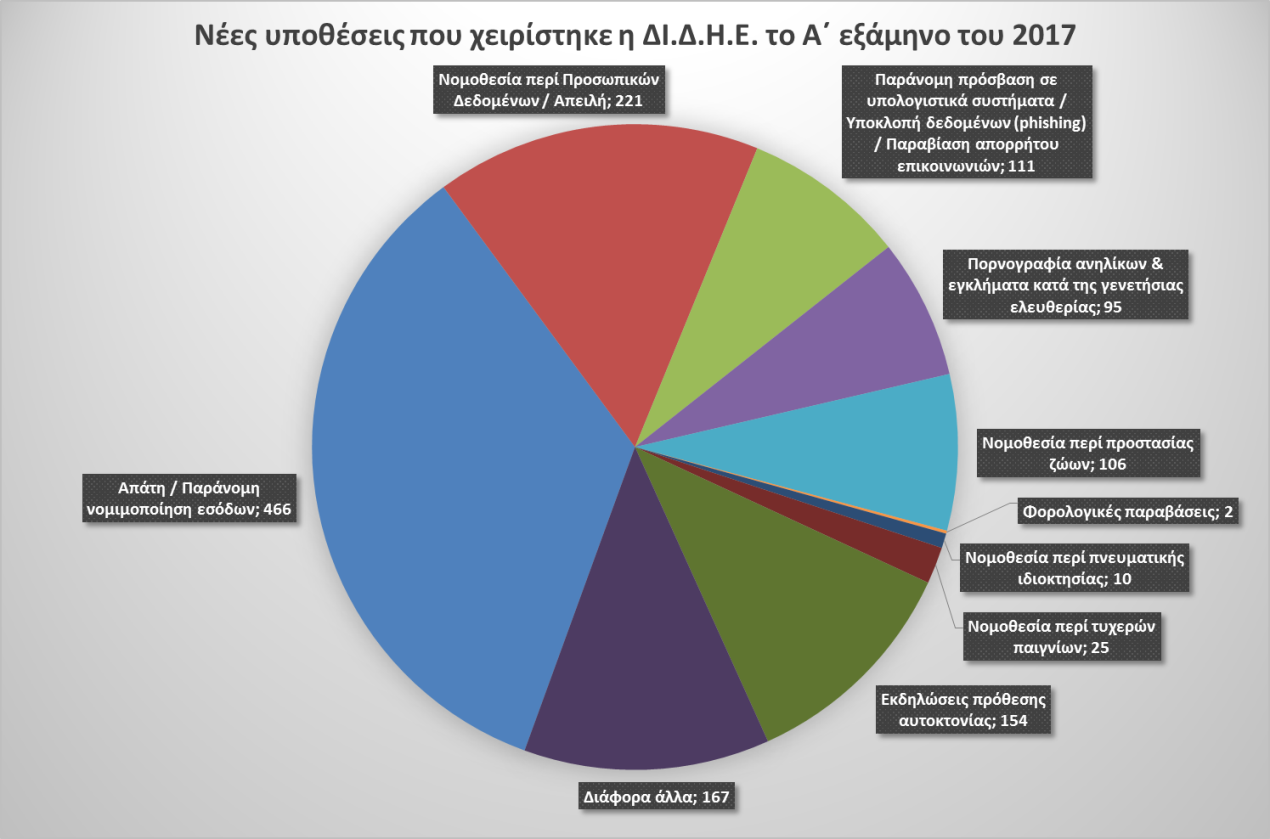 Νέες υποθέσεις που χειρίστηκε η ΔΙ.Δ.Η.Ε. το Α΄ εξάμηνο του 2017
Νομοθεσία περί Προσωπικών
Δεδομένων / Απειλή; 221
Παράνομη πρόσβαση σε
υπολογιστικά συστήματα /
Υποκλοπή δεδομένων (phishing)
/ Παραβίαση απορρήτου
επικοινωνιών; 111
Πορνογραφία ανηλίκων &
εγκλήματα κατά της γενετήσιας
ελευθερίας; 95
Νομοθεσία περί προστασίας
ζώων; 106
Φορολογικές παραβάσεις; 2
Νομοθεσία περί πνευματικής
ιδιοκτησίας; 10
Νομοθεσία περί τυχερών
παιγνίων; 25
Εκδηλώσεις πρόθεσης
αυτοκτονίας; 154
Διάφορα άλλα; 167
Απάτη / Παράνομη
νομιμοποίηση εσόδων; 466